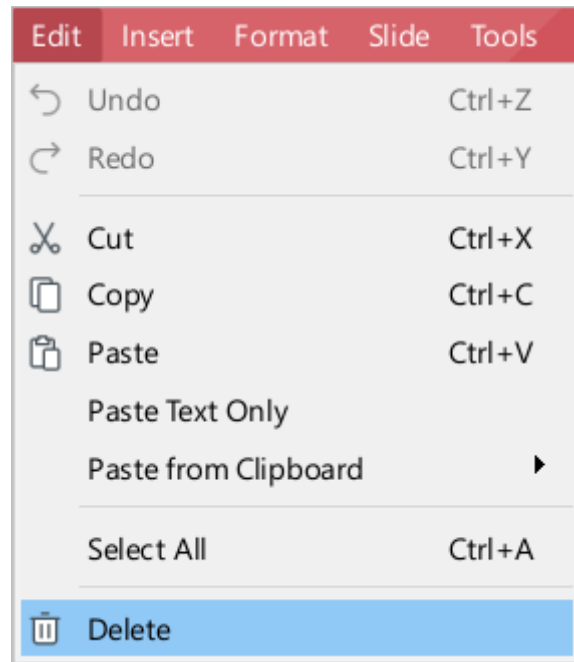 Edit Insert Format Slide Tools
Undo Ctrl+Z
Redo Ctrl+Y
Cut Ctrl+X
Copy Ctrl+C
Paste Ctrl+V
Paste Text Only
Paste from Clipboard
Select All Ctrl+A
Delete